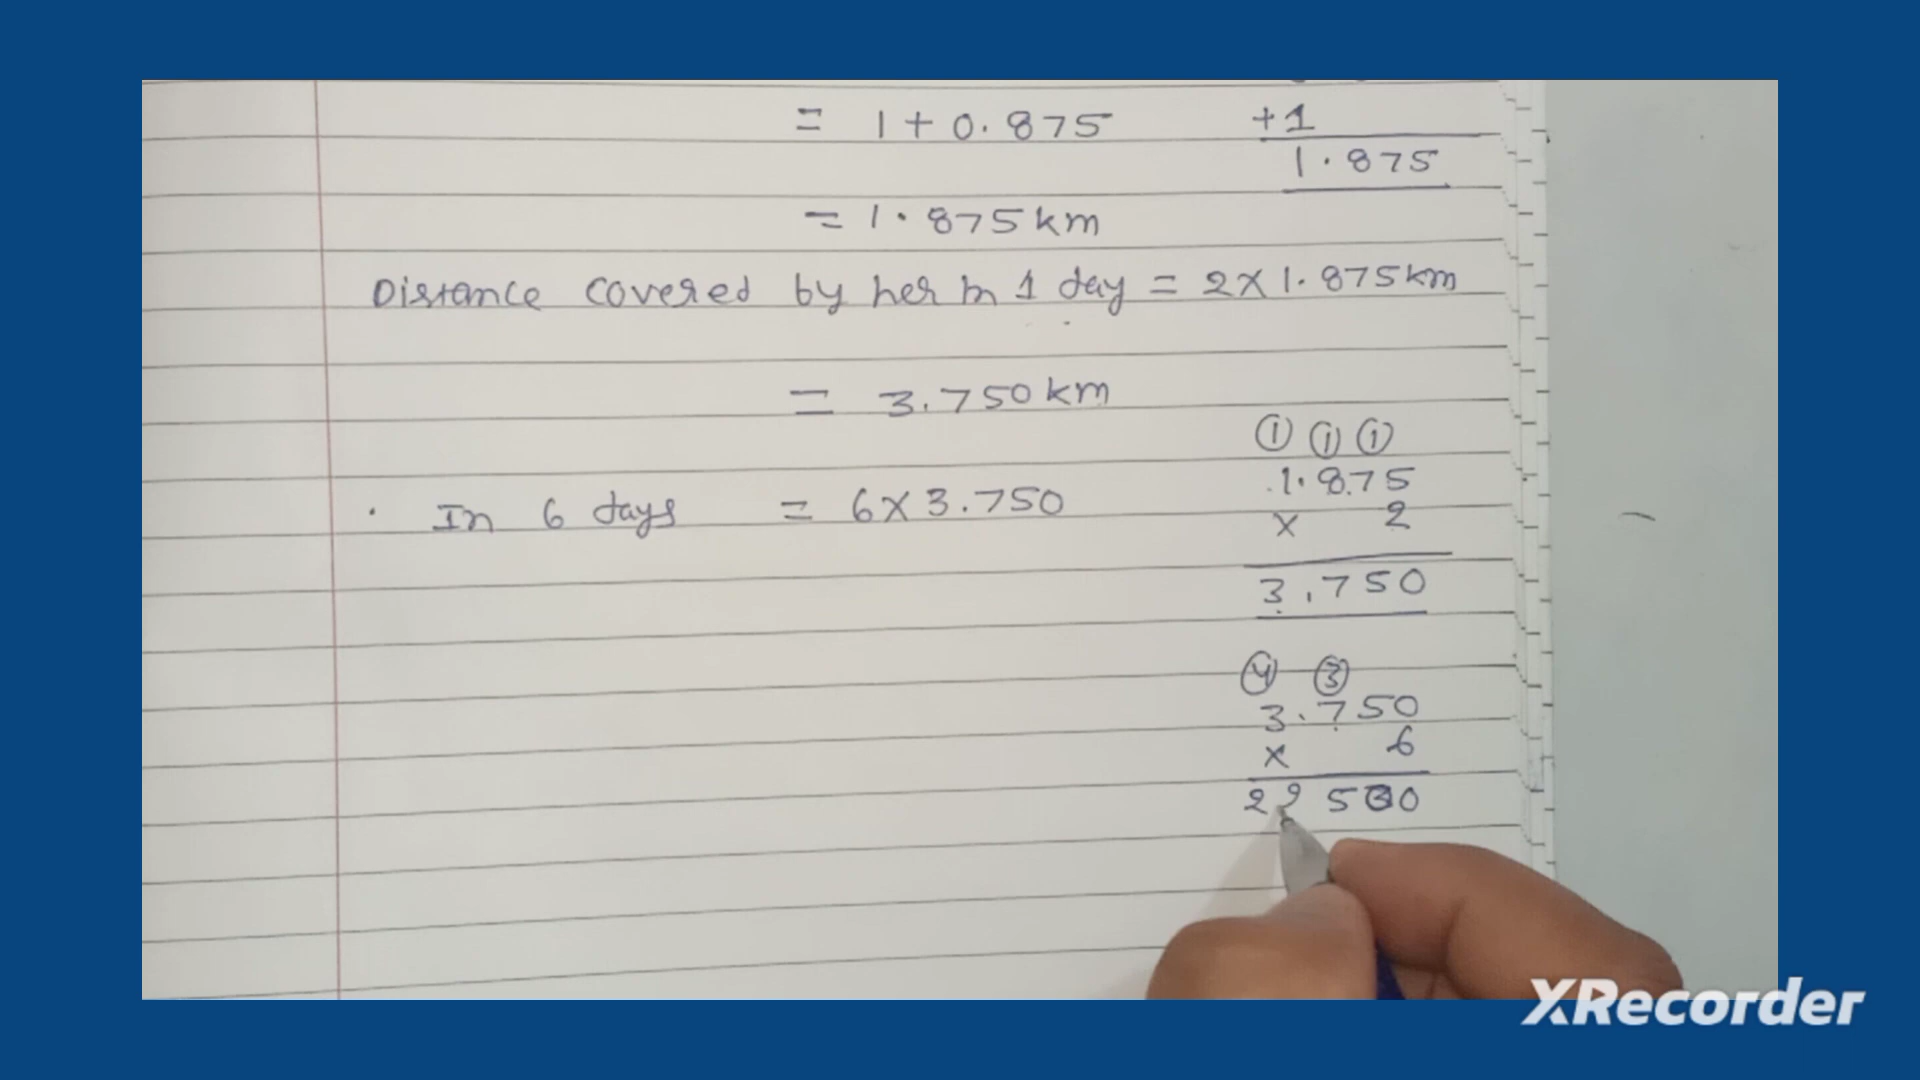 = 1 + 0.875
+1
1.875
= 1.875 km
Distance covered by her in 1 day = 2 × 1.875 km
= 3.750 km
① ① ①
1.875
× 2
3.750
. In 6 days = 6 × 3.750
④ ③
3.750
× 6
22 500
XRecorder